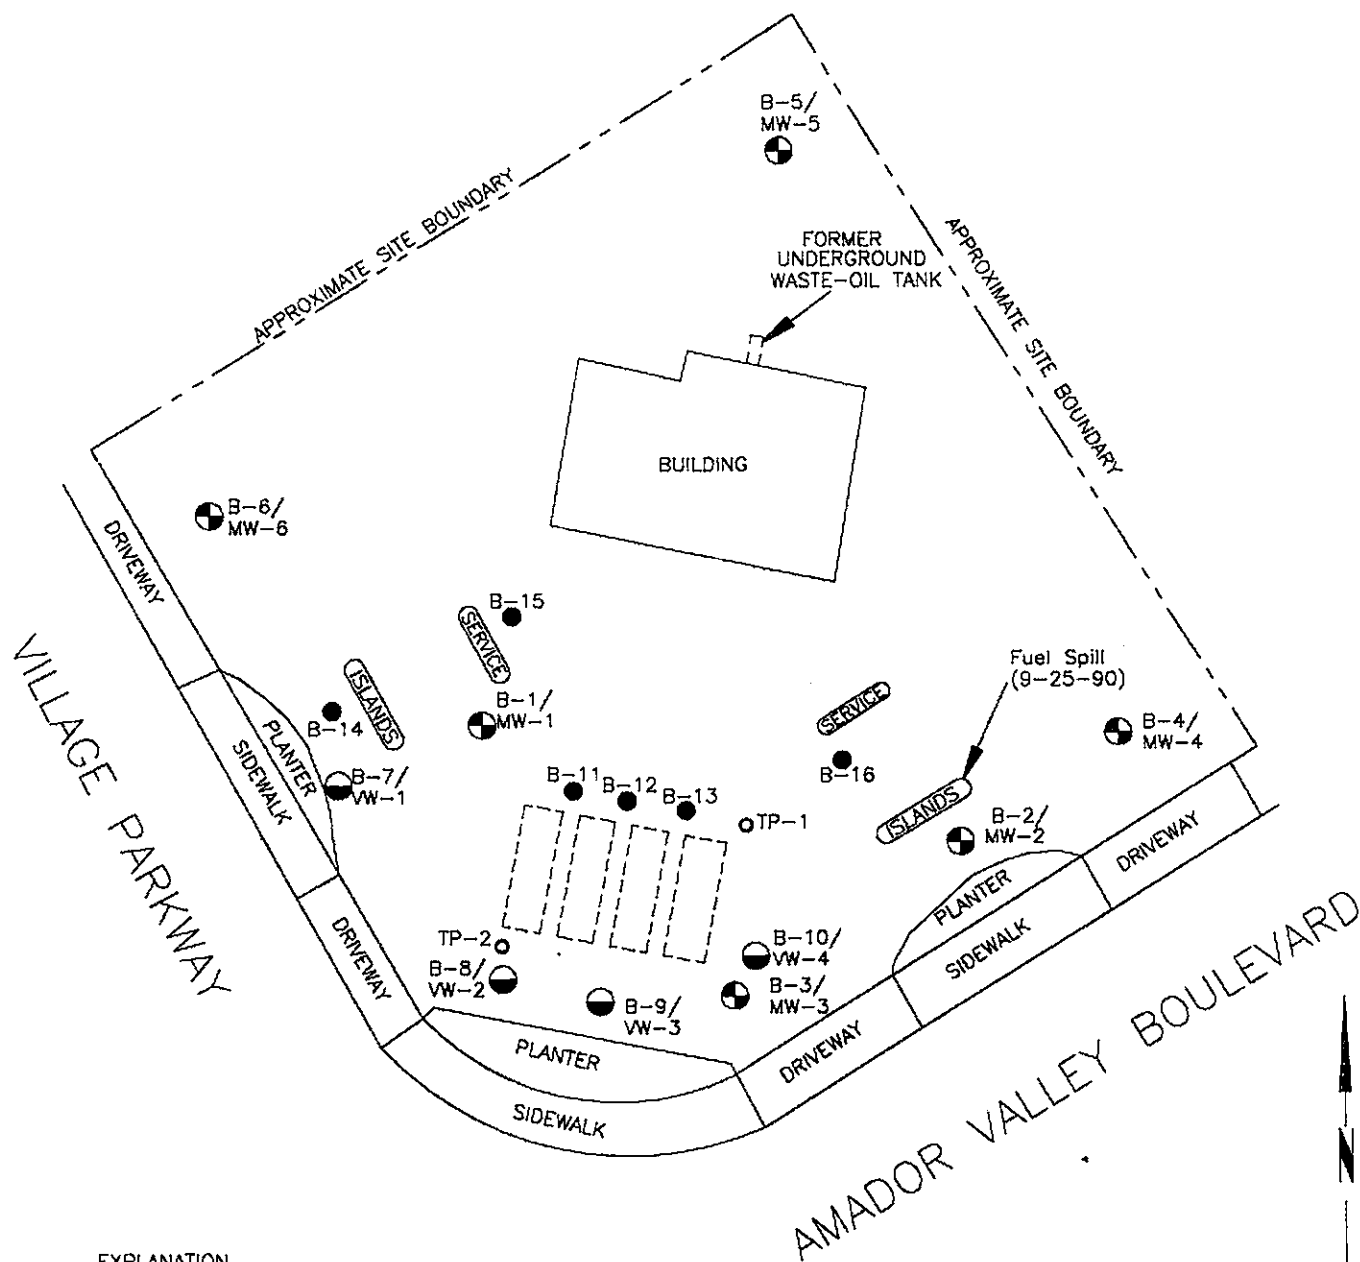 B-5/
MW-5
APPROXIMATE SITE BOUNDARY
FORMER
UNDERGROUND
WASTE-OIL TANK
APPROXIMATE SITE BOUNDARY
BUILDING
B-6/
MW-6
DRIVEWAY
B-15
SERVICE
ISLANDS
B-1/
MW-1
B-14
Fuel Spill
(9-25-90)
SERVICE
B-4/
MW-4
VILLAGE PARKWAY
PLANTER
SIDEWALK
B-7/
VW-1
B-16
B-11
B-12
B-13
TP-1
ISLANDS
B-2/
MW-2
DRIVEWAY
PLANTER
SIDEWALK
DRIVEWAY
TP-2
B-8/
VW-2
B-10/
VW-4
B-9/
VW-3
B-3/
MW-3
PLANTER
DRIVEWAY
SIDEWALK
AMADOR VALLEY BOULEVARD
N
EXPLANATION